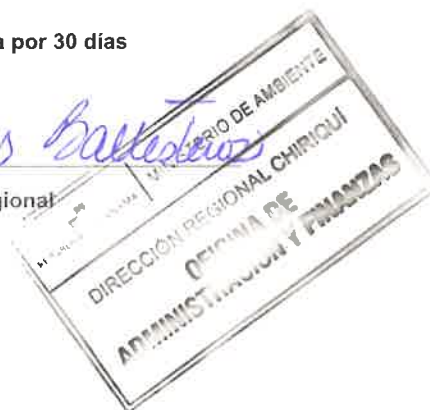 a por 30 días
s Ballesteros
gional
MINISTERIO DE AMBIENTE
DIRECCIÓN REGIONAL CHIRIQUÍ
OFICINA DE
ADMINISTRACIÓN Y FINANZAS